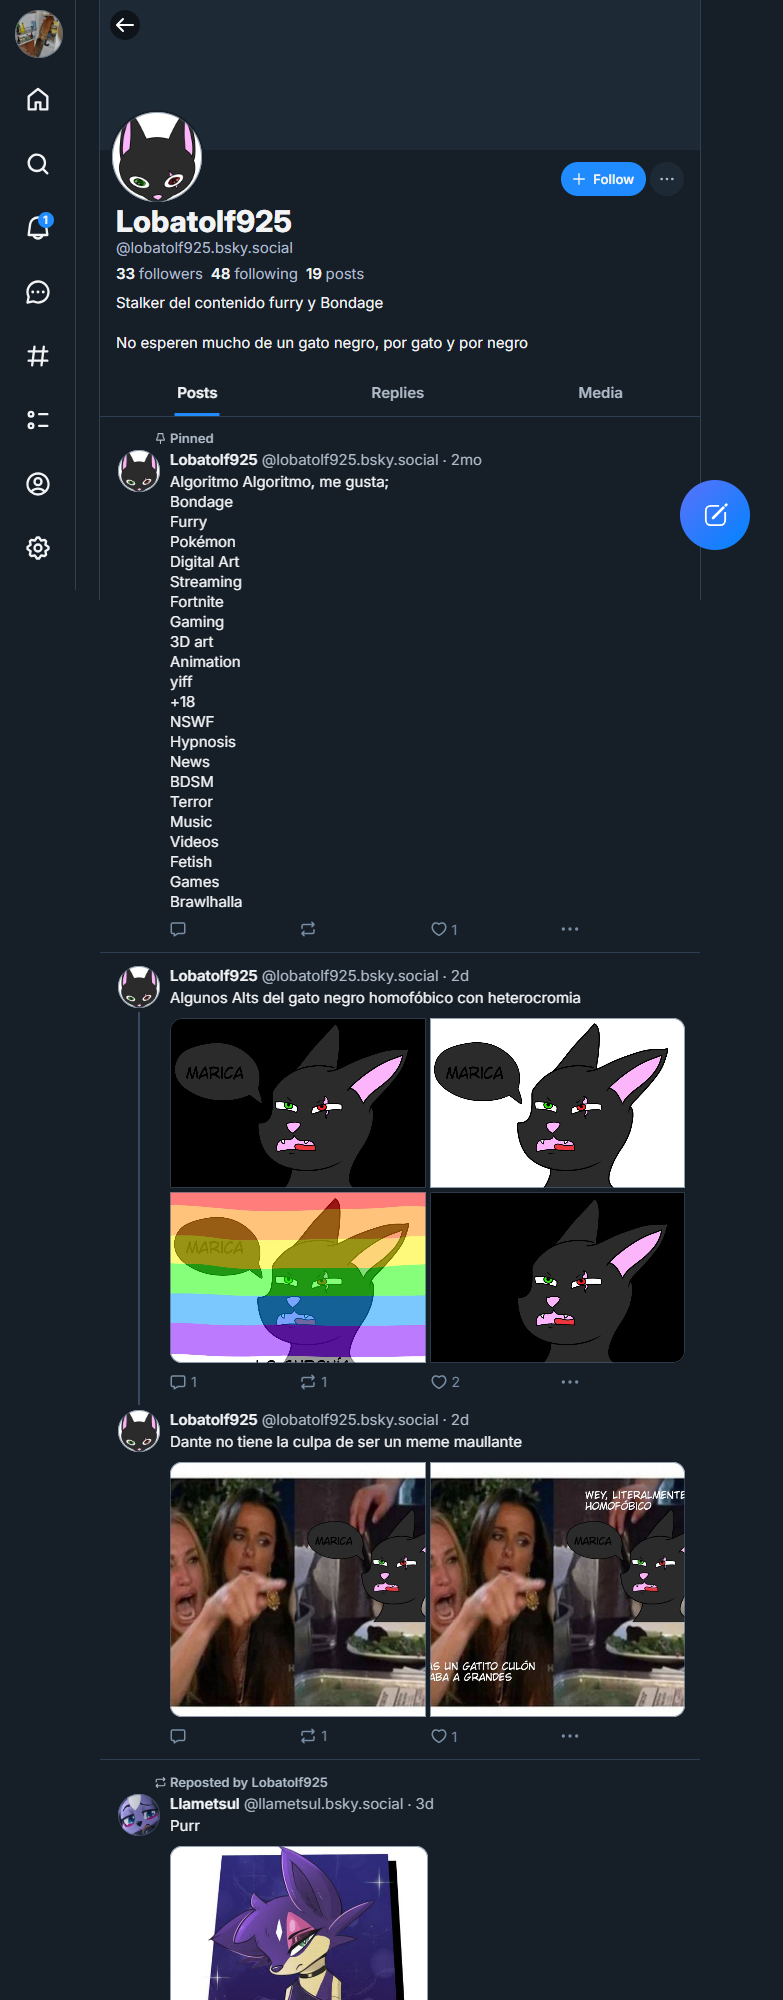 1
Follow
Lobatolf925
@lobatolf925.bsky.social
33 followers 48 following 19 posts
Stalker del contenido furry y Bondage
No esperen mucho de un gato negro, por gato y por negro
Posts Replies Media
Pinned
Lobatolf925 @lobatolf925.bsky.social · 2mo
Algoritmo Algoritmo, me gusta;
Bondage
Furry
Pokémon
Digital Art
Streaming
Fortnite
Gaming
3D art
Animation
yiff
+18
NSWF
Hypnosis
News
BDSM
Terror
Music
Videos
Fetish
Games
Brawlhalla
1
Lobatolf925 @lobatolf925.bsky.social · 2d
Algunos Alts del gato negro homofóbico con heterocromia
MARICA
MARICA
MARICA
1 1 2
Lobatolf925 @lobatolf925.bsky.social · 2d
Dante no tiene la culpa de ser un meme maullante
MARICA
WEY, LITERALMENTE
HOMOFÓBICO
MARICA
S UN GATITO CULÓN
ABA A GRANDES
1 1
Reposted by Lobatolf925
Llametsul @llametsul.bsky.social · 3d
Purr